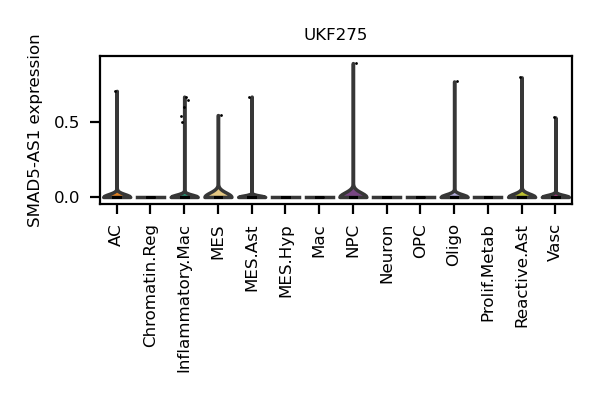 UKF275
SMAD5-AS1 expression
0.5
0.0
AC
Chromatin.Reg
Inflammatory.Mac
MES
MES.Ast
MES.Hyp
Mac
NPC
Neuron
OPC
Oligo
Prolif.Metab
Reactive.Ast
Vasc